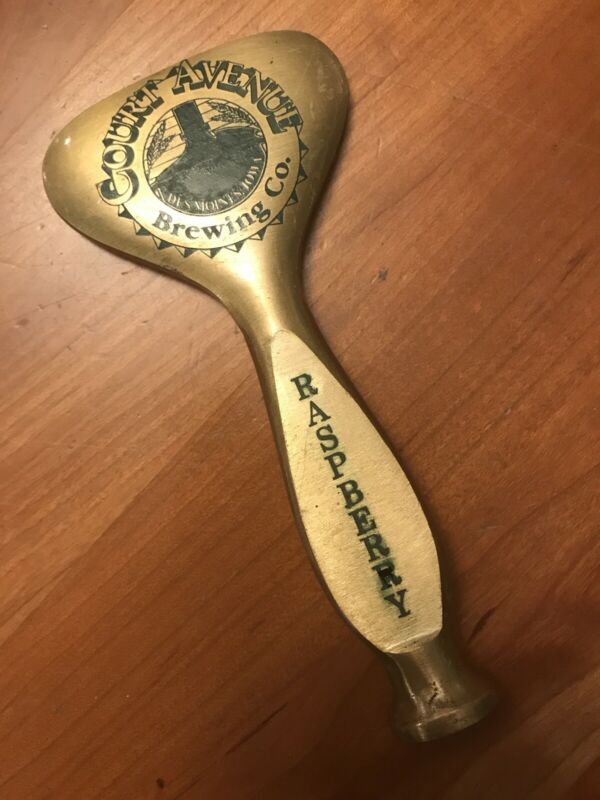 COURT AVENUE
DES MOINES, IOWA
Brewing Co.
RASPBERRY